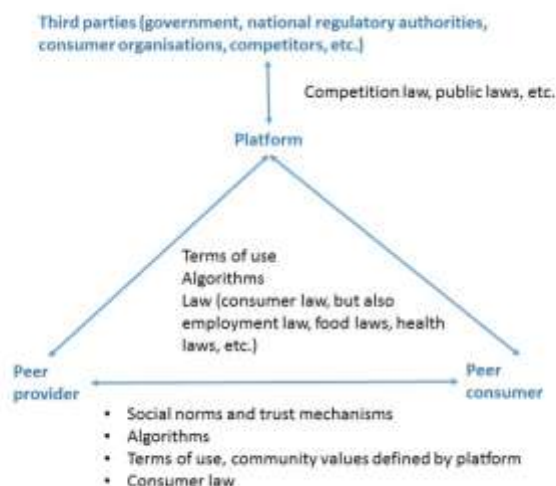 Third parties (government, national regulatory authorities,
consumer organisations, competitors, etc.)
Competition law, public laws, etc.
Platform
Terms of use
Algorithms
Law (consumer law, but also
employment law, food laws, health
laws, etc.)
Peer
provider
Peer
consumer
• Social norms and trust mechanisms
• Algorithms
• Terms of use, community values defined by platform
• Consumer law